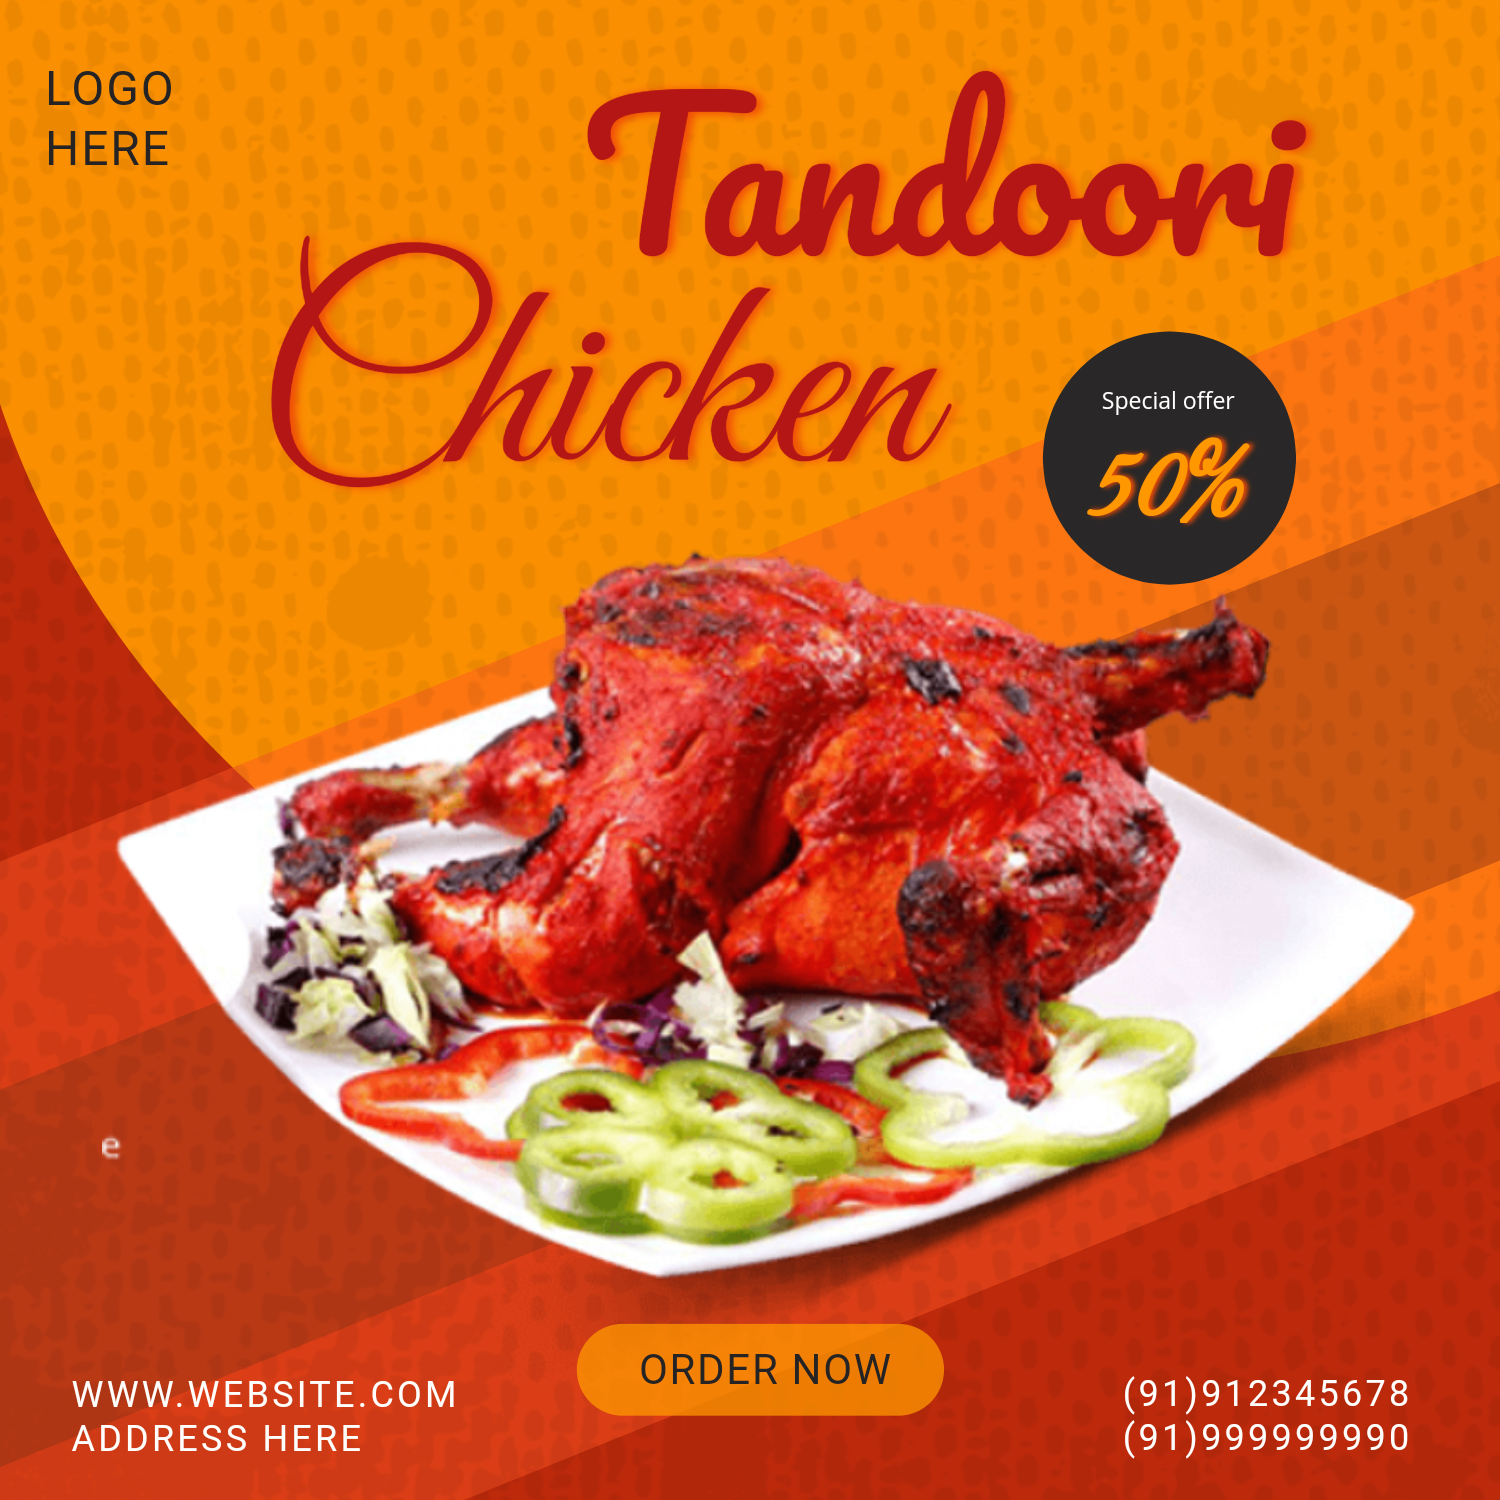 LOGO
HERE
Tandoori
Chicken
Special offer
50%
e
ORDER NOW
WWW.WEBSITE.COM
ADDRESS HERE
(91)912345678
(91)999999990